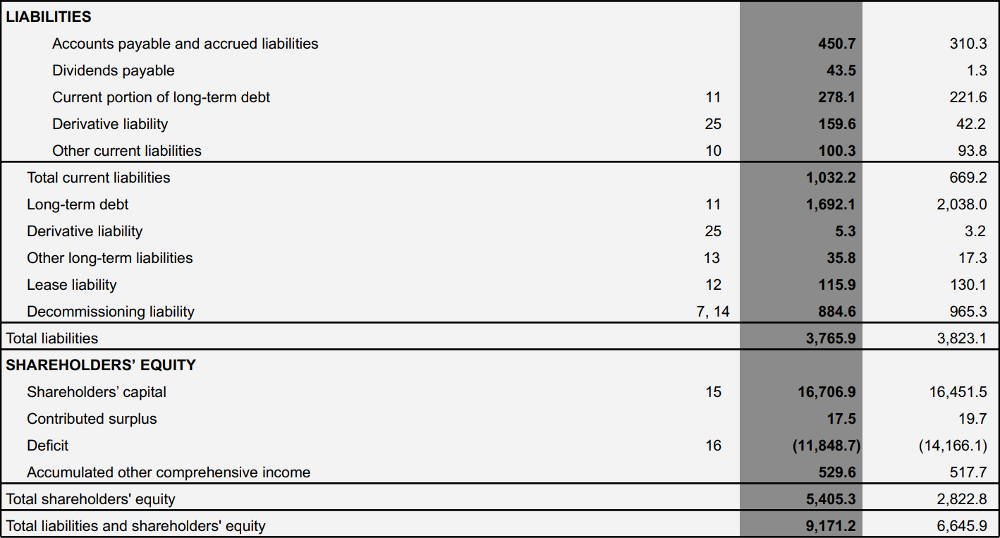 LIABILITIES
Accounts payable and accrued liabilities 450.7 310.3
Dividends payable 43.5 1.3
Current portion of long-term debt 11 278.1 221.6
Derivative liability 25 159.6 42.2
Other current liabilities 10 100.3 93.8
Total current liabilities 1,032.2 669.2
Long-term debt 11 1,692.1 2,038.0
Derivative liability 25 5.3 3.2
Other long-term liabilities 13 35.8 17.3
Lease liability 12 115.9 130.1
Decommissioning liability 7, 14 884.6 965.3
Total liabilities 3,765.9 3,823.1
SHAREHOLDERS’ EQUITY
Shareholders’ capital 15 16,706.9 16,451.5
Contributed surplus 17.5 19.7
Deficit 16 (11,848.7) (14,166.1)
Accumulated other comprehensive income 529.6 517.7
Total shareholders' equity 5,405.3 2,822.8
Total liabilities and shareholders' equity 9,171.2 6,645.9